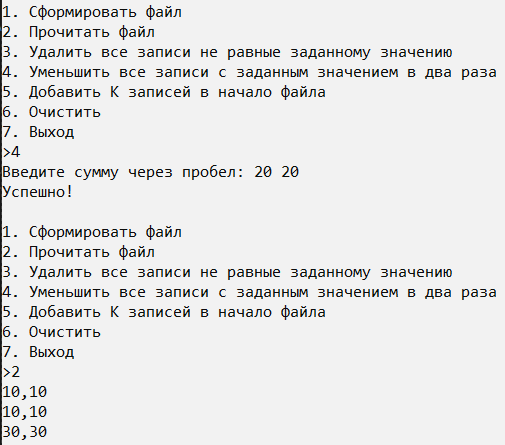 1. Сформировать файл
2. Прочитать файл
3. Удалить все записи не равные заданному значению
4. Уменьшить все записи с заданным значением в два раза
5. Добавить К записей в начало файла
6. Очистить
7. Выход
>4
Введите сумму через пробел: 20 20
Успешно!
1. Сформировать файл
2. Прочитать файл
3. Удалить все записи не равные заданному значению
4. Уменьшить все записи с заданным значением в два раза
5. Добавить К записей в начало файла
6. Очистить
7. Выход
>2
10,10
10,10
30,30